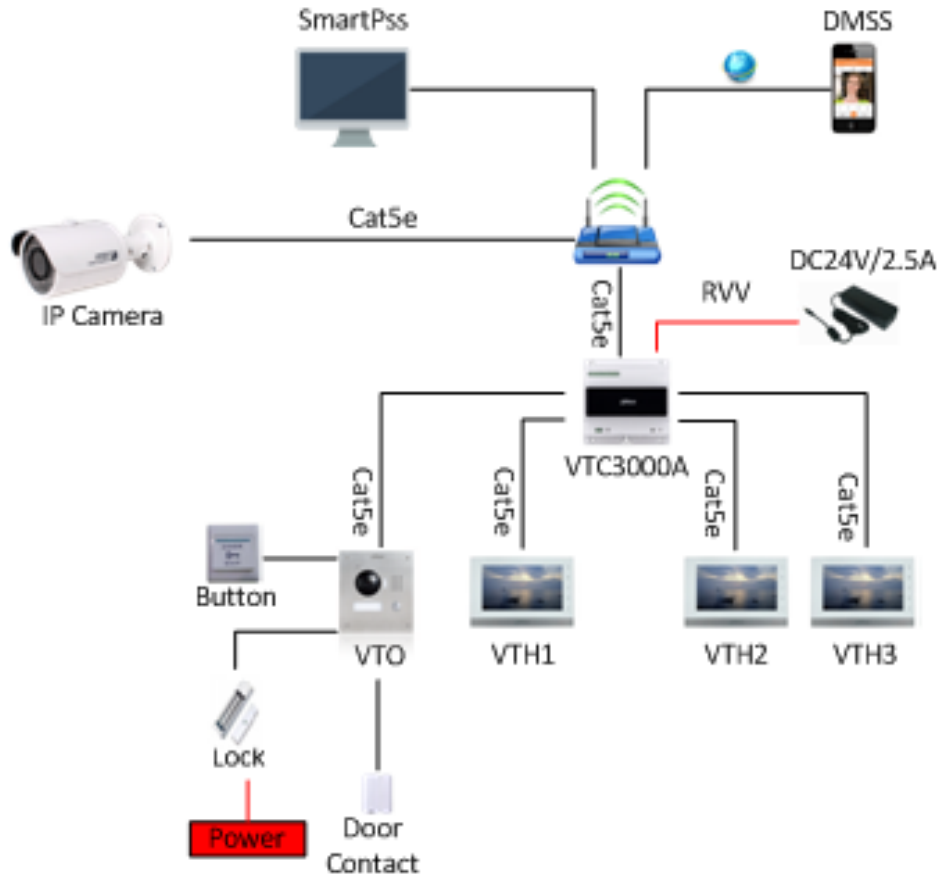 SmartPss
DMSS
Cat5e
DC24V/2.5A
RVV
IP Camera
Cat5e
VTC3000A
Cat5e
Cat5e
Cat5e
Cat5e
Button
VTO
VTH1
VTH2
VTH3
Lock
Power
Door
Contact